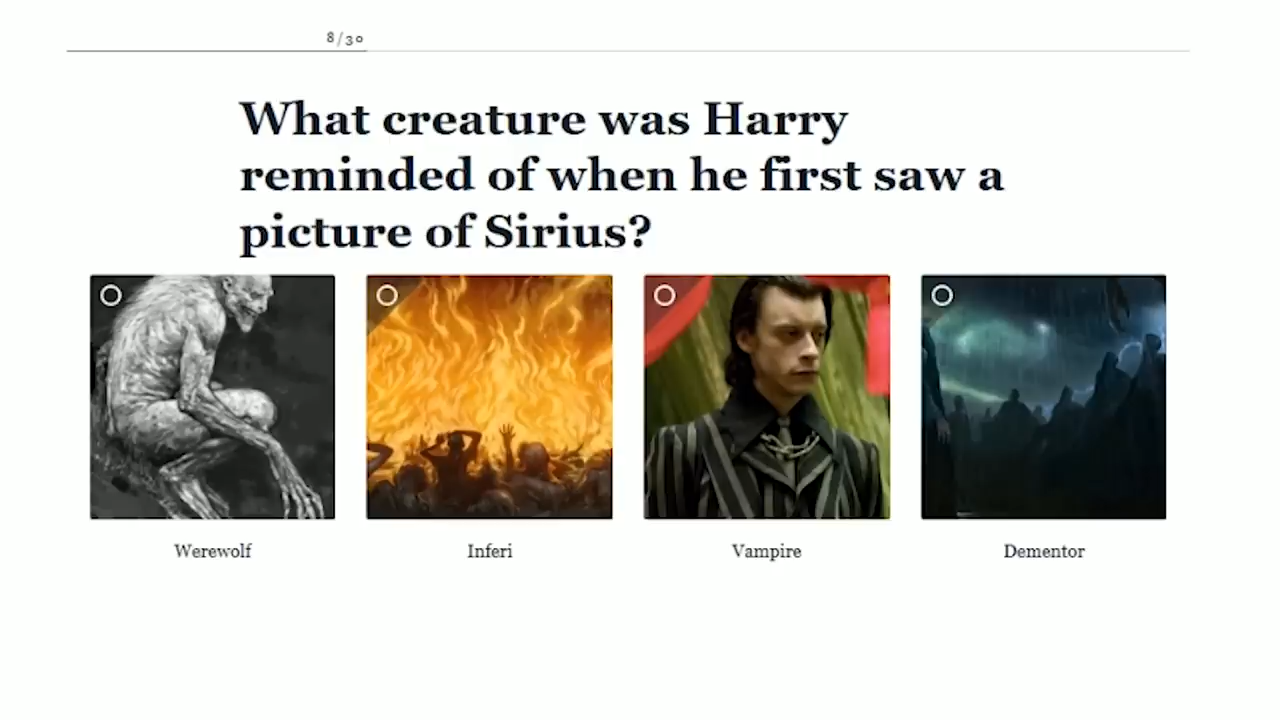 8/30
What creature was Harry
reminded of when he first saw a
picture of Sirius?
Werewolf
Inferi
Vampire
Dementor